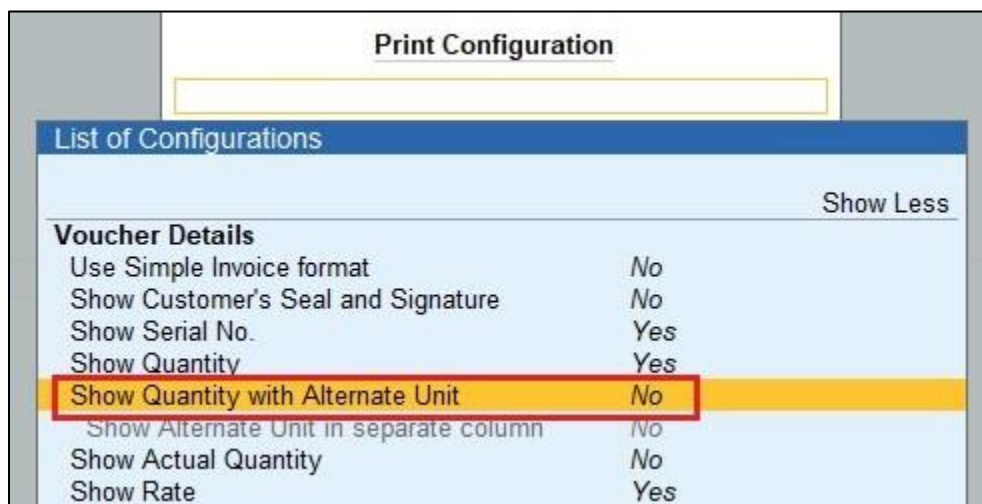 Print Configuration
List of Configurations
Show Less
Voucher Details
Use Simple Invoice format No
Show Customer's Seal and Signature No
Show Serial No. Yes
Show Quantity Yes
Show Quantity with Alternate Unit No
Show Alternate Unit in separate column No
Show Actual Quantity No
Show Rate Yes